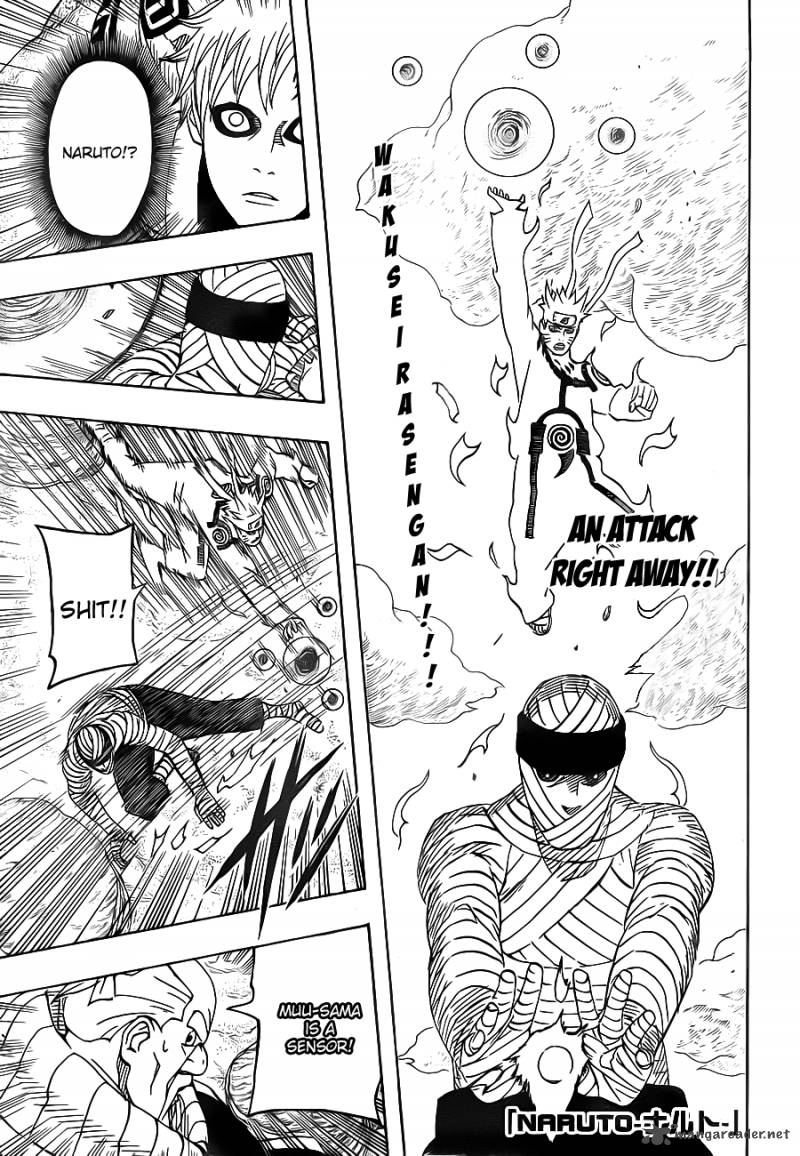 WAKUSEI RASENGAN!!!
AN ATTACK
RIGHT AWAY!!
「NARUTO-ナルト-」
NARUTO!?
SHIT!!
MUU-SAMA
IS A
SENSOR!
mangareader.net